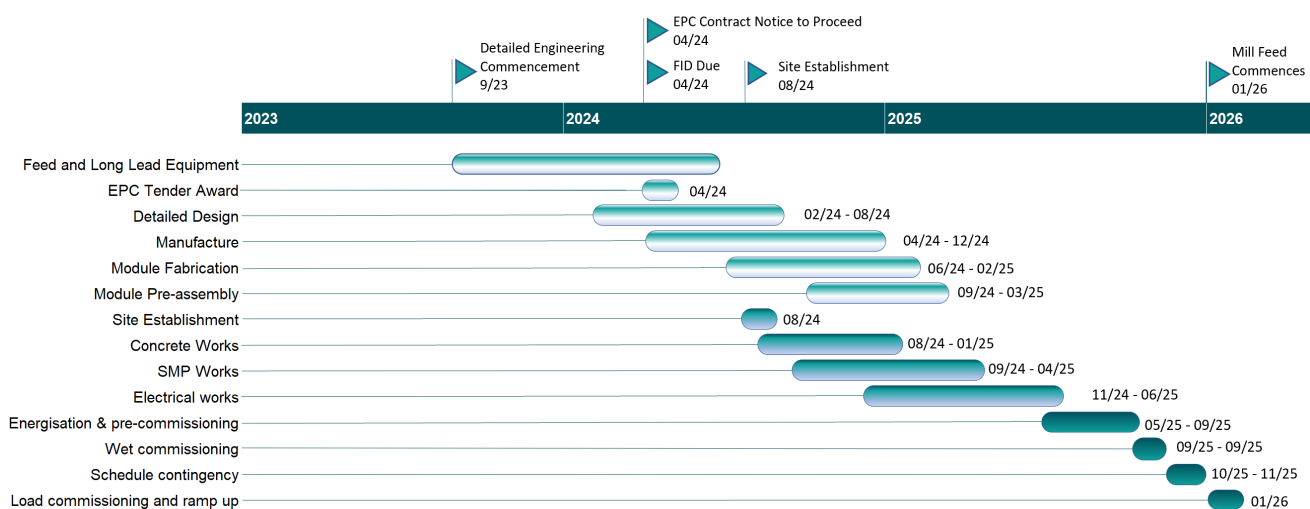 EPC Contract Notice to Proceed
04/24
Detailed Engineering
Commencement
9/23
FID Due
04/24
Site Establishment
08/24
Mill Feed
Commences
01/26
2023 2024 2025 2026
Feed and Long Lead Equipment
EPC Tender Award 04/24
Detailed Design 02/24 - 08/24
Manufacture 04/24 - 12/24
Module Fabrication 06/24 - 02/25
Module Pre-assembly 09/24 - 03/25
Site Establishment 08/24
Concrete Works 08/24 - 01/25
SMP Works 09/24 - 04/25
Electrical works 11/24 - 06/25
Energisation & pre-commissioning 05/25 - 09/25
Wet commissioning 09/25 - 09/25
Schedule contingency 10/25 - 11/25
Load commissioning and ramp up 01/26